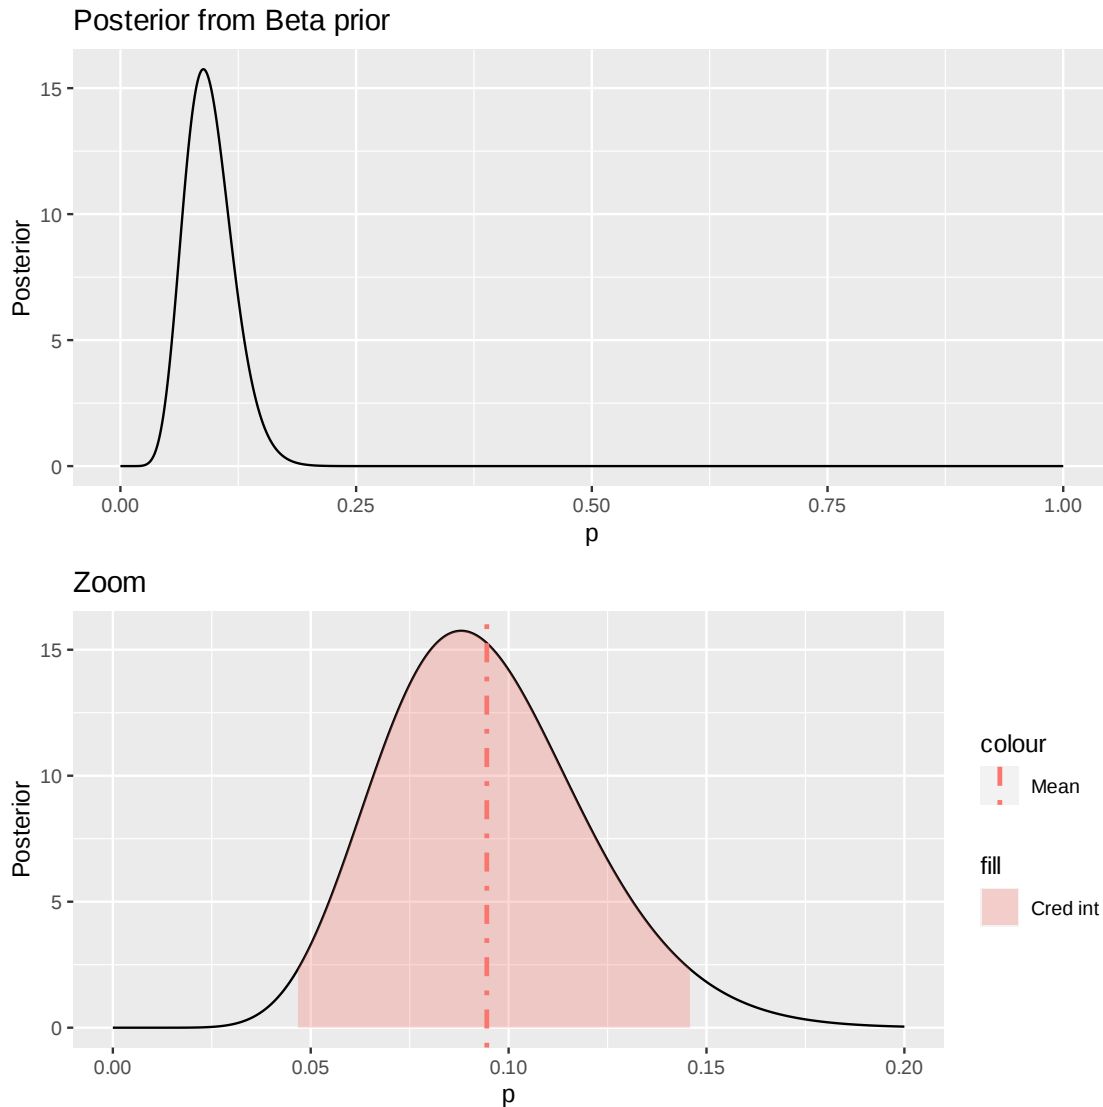 Posterior from Beta prior
15
10
5
0
Posterior
0.00 0.25 0.50 0.75 1.00
p
Zoom
15
10
5
0
Posterior
0.00 0.05 0.10 0.15 0.20
p
colour
Mean
fill
Cred int